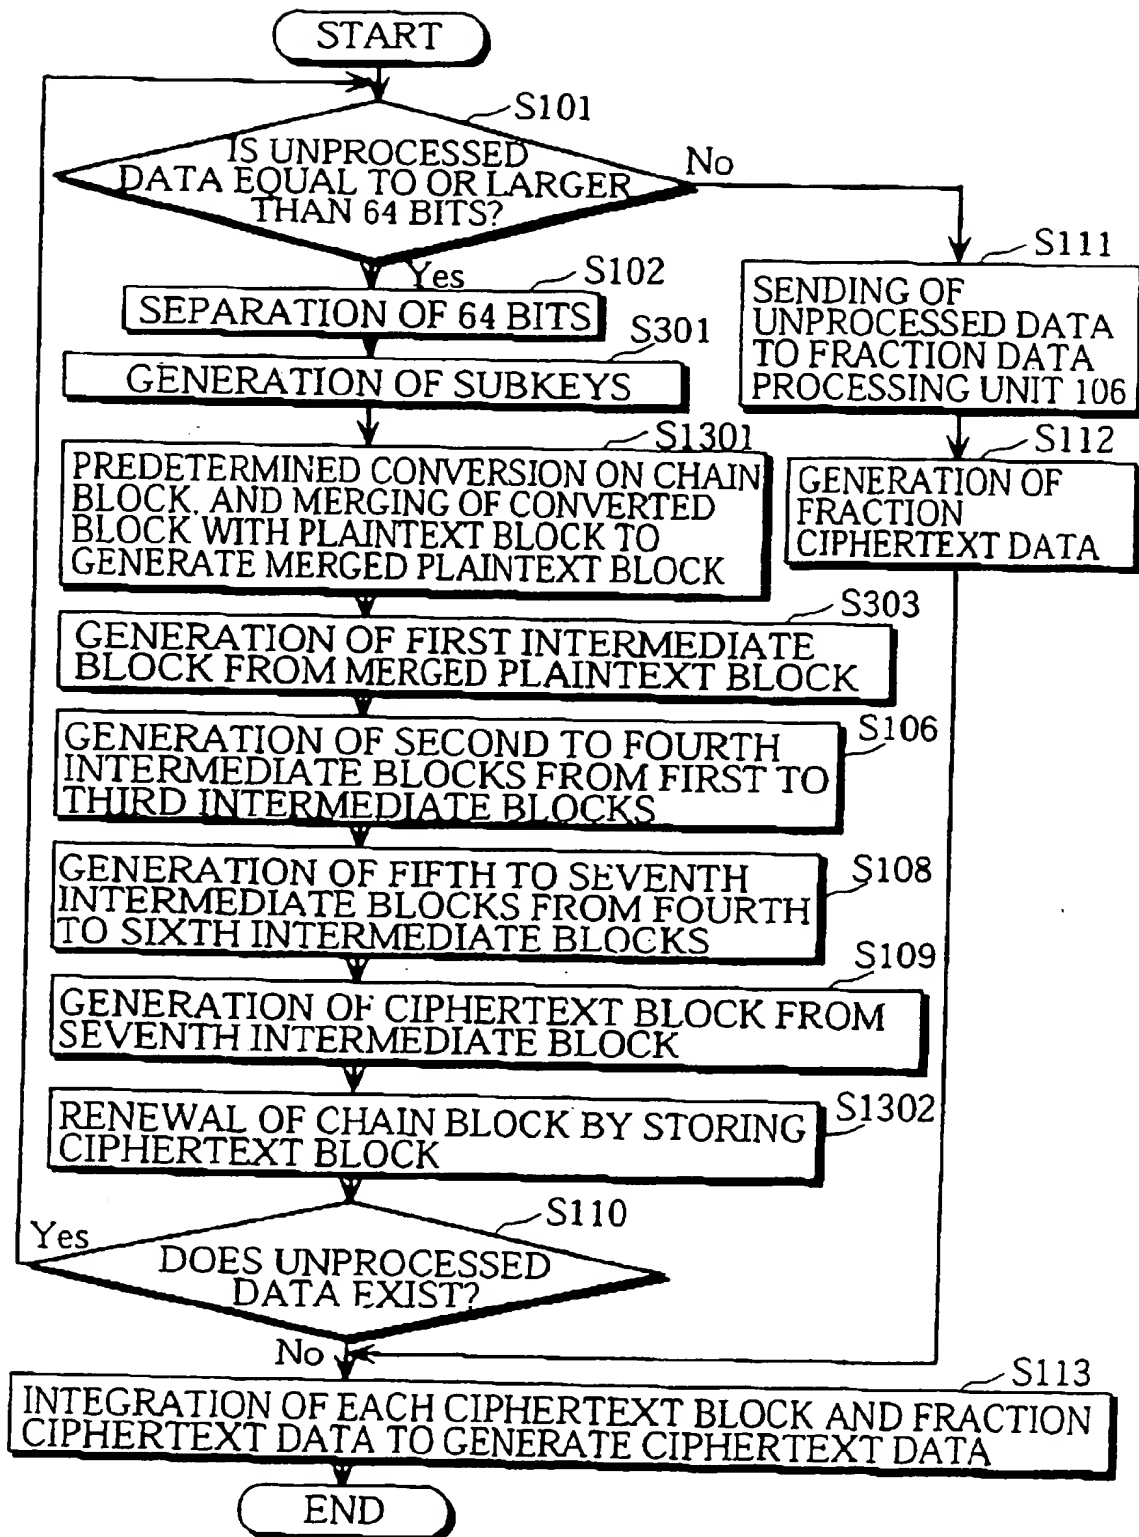 START
S101
IS UNPROCESSED
DATA EQUAL TO OR LARGER
THAN 64 BITS?
No
Yes
S102
SEPARATION OF 64 BITS
S301
GENERATION OF SUBKEYS
S1301
PREDETERMINED CONVERSION ON CHAIN
BLOCK, AND MERGING OF CONVERTED
BLOCK WITH PLAINTEXT BLOCK TO
GENERATE MERGED PLAINTEXT BLOCK
S303
GENERATION OF FIRST INTERMEDIATE
BLOCK FROM MERGED PLAINTEXT BLOCK
S106
GENERATION OF SECOND TO FOURTH
INTERMEDIATE BLOCKS FROM FIRST TO
THIRD INTERMEDIATE BLOCKS
S108
GENERATION OF FIFTH TO SEVENTH
INTERMEDIATE BLOCKS FROM FOURTH
TO SIXTH INTERMEDIATE BLOCKS
S109
GENERATION OF CIPHERTEXT BLOCK FROM
SEVENTH INTERMEDIATE BLOCK
S1302
RENEWAL OF CHAIN BLOCK BY STORING
CIPHERTEXT BLOCK
S110
Yes
DOES UNPROCESSED
DATA EXIST?
No
S111
SENDING OF
UNPROCESSED DATA
TO FRACTION DATA
PROCESSING UNIT 106
S112
GENERATION OF
FRACTION
CIPHERTEXT DATA
S113
INTEGRATION OF EACH CIPHERTEXT BLOCK AND FRACTION
CIPHERTEXT DATA TO GENERATE CIPHERTEXT DATA
END